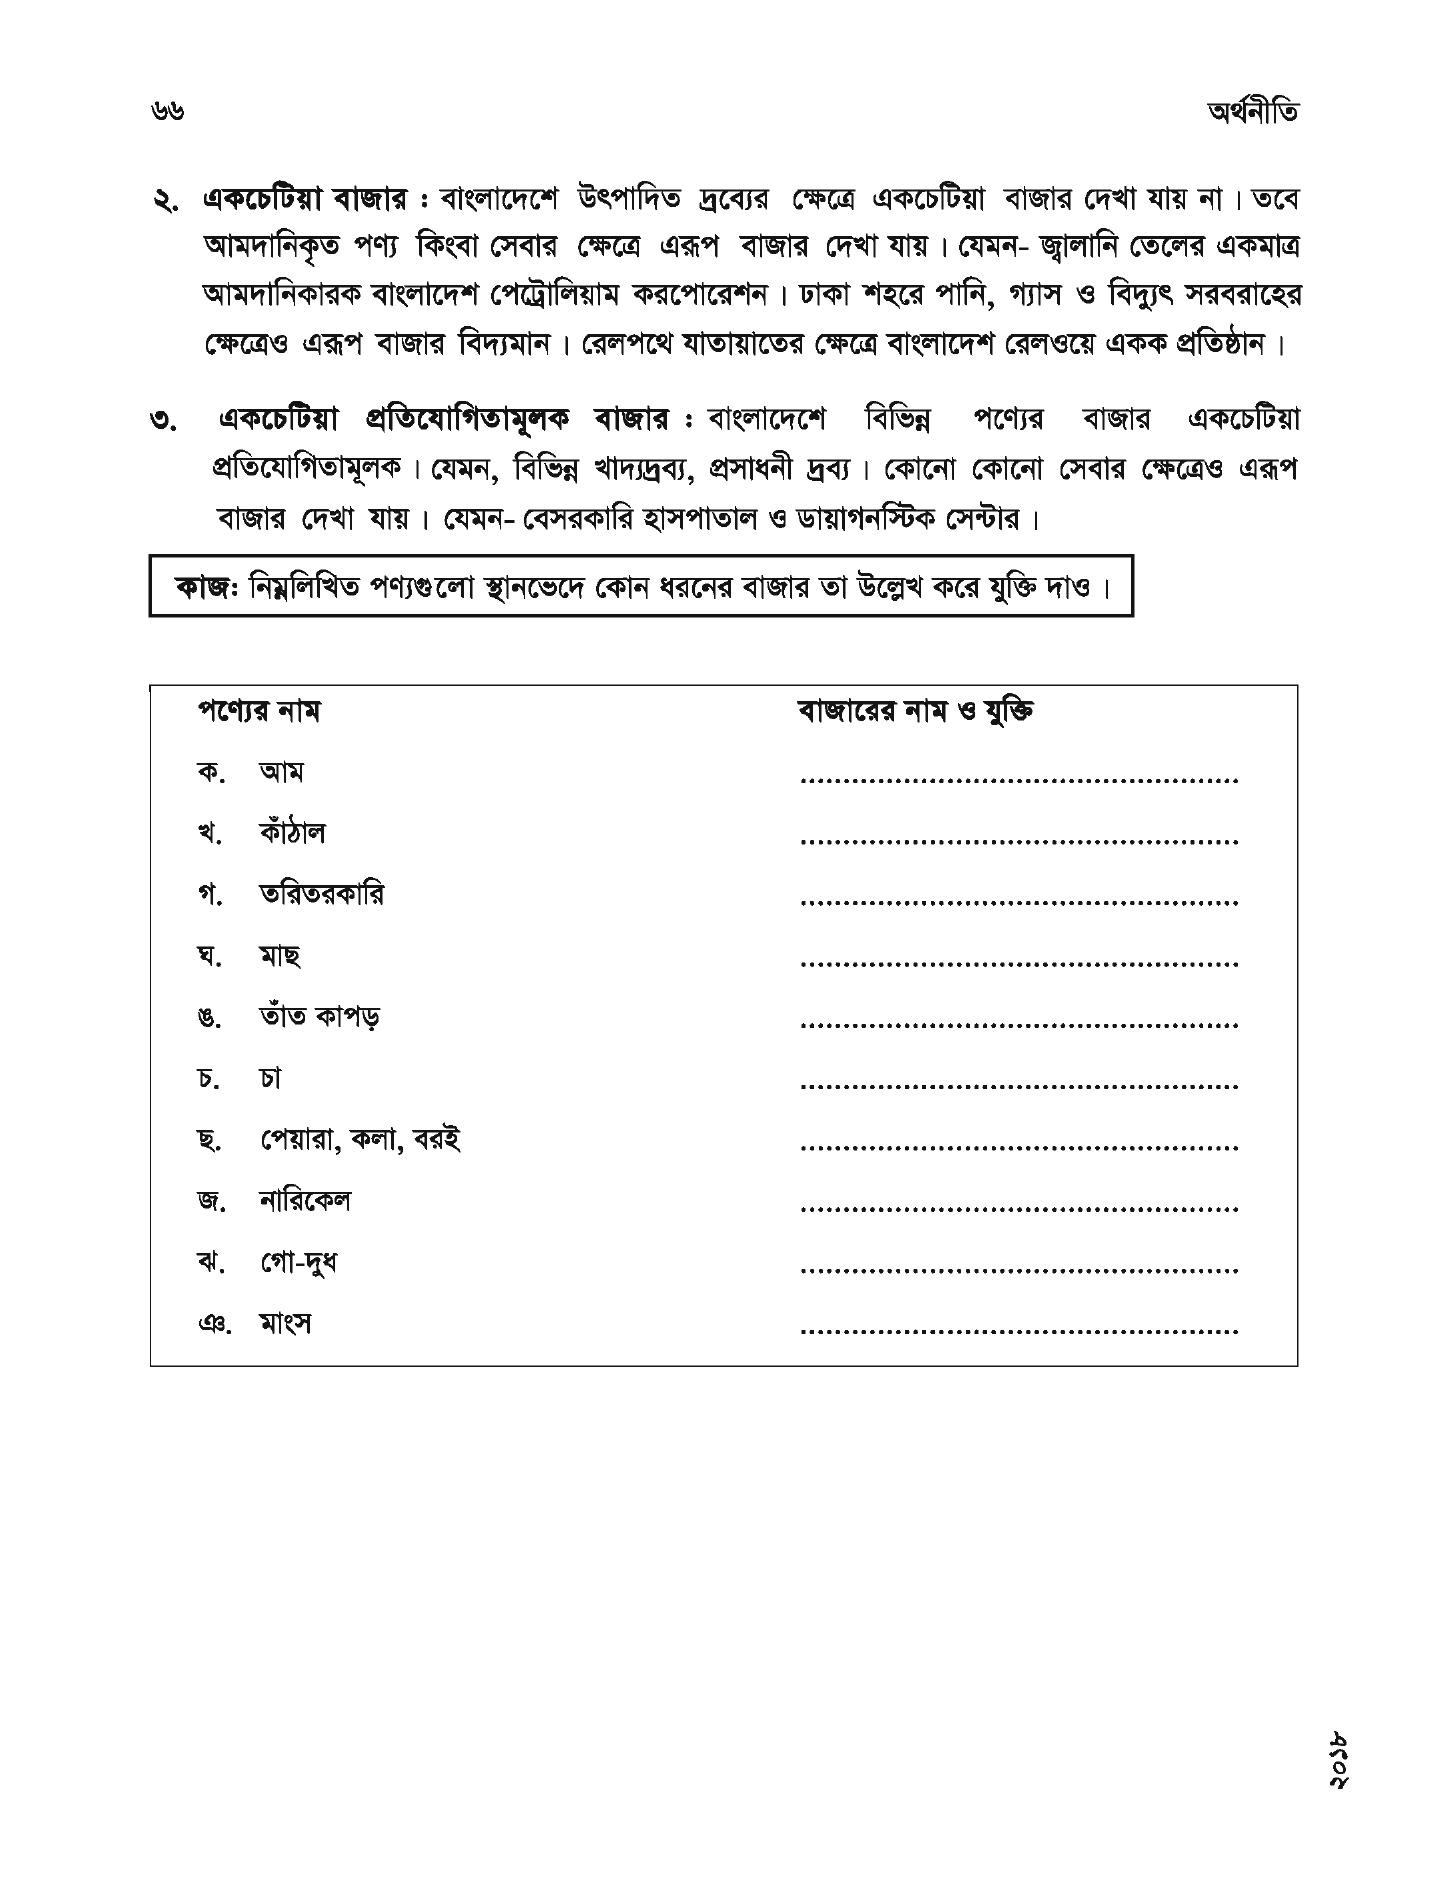 ৬৬
অর্থনীতি
২. একচেটিয়া বাজার : বাংলাদেশে উৎপাদিত দ্রব্যের ক্ষেত্রে একচেটিয়া বাজার দেখা যায় না। তবে
আমদানিকৃত পণ্য কিংবা সেবার ক্ষেত্রে এরূপ বাজার দেখা যায়। যেমন- জ্বালানি তেলের একমাত্র
আমদানিকারক বাংলাদেশ পেট্রোলিয়াম করপোরেশন। ঢাকা শহরে পানি, গ্যাস ও বিদ্যুৎ সরবরাহের
ক্ষেত্রেও এরূপ বাজার বিদ্যমান। রেলপথে যাতায়াতের ক্ষেত্রে বাংলাদেশ রেলওয়ে একক প্রতিষ্ঠান।
৩. একচেটিয়া প্রতিযোগিতামূলক বাজার : বাংলাদেশে বিভিন্ন পণ্যের বাজার একচেটিয়া
প্রতিযোগিতামূলক। যেমন, বিভিন্ন খাদ্যদ্রব্য, প্রসাধনী দ্রব্য। কোনো কোনো সেবার ক্ষেত্রেও এরূপ
বাজার দেখা যায়। যেমন- বেসরকারি হাসপাতাল ও ডায়াগনস্টিক সেন্টার।
কাজ: নিম্নলিখিত পণ্যগুলো স্থানভেদে কোন ধরনের বাজার তা উল্লেখ করে যুক্তি দাও।
পণ্যের নাম বাজারের নাম ও যুক্তি
ক. আম ..................................................
খ. কাঁঠাল ..................................................
গ. তরিতরকারি ..................................................
ঘ. মাছ ..................................................
ঙ. তাঁত কাপড় ..................................................
চ. চা ..................................................
ছ. পেয়ারা, কলা, বরই ..................................................
জ. নারিকেল ..................................................
ঝ. গো-দুধ ..................................................
ঞ. মাংস ..................................................
২০১৮